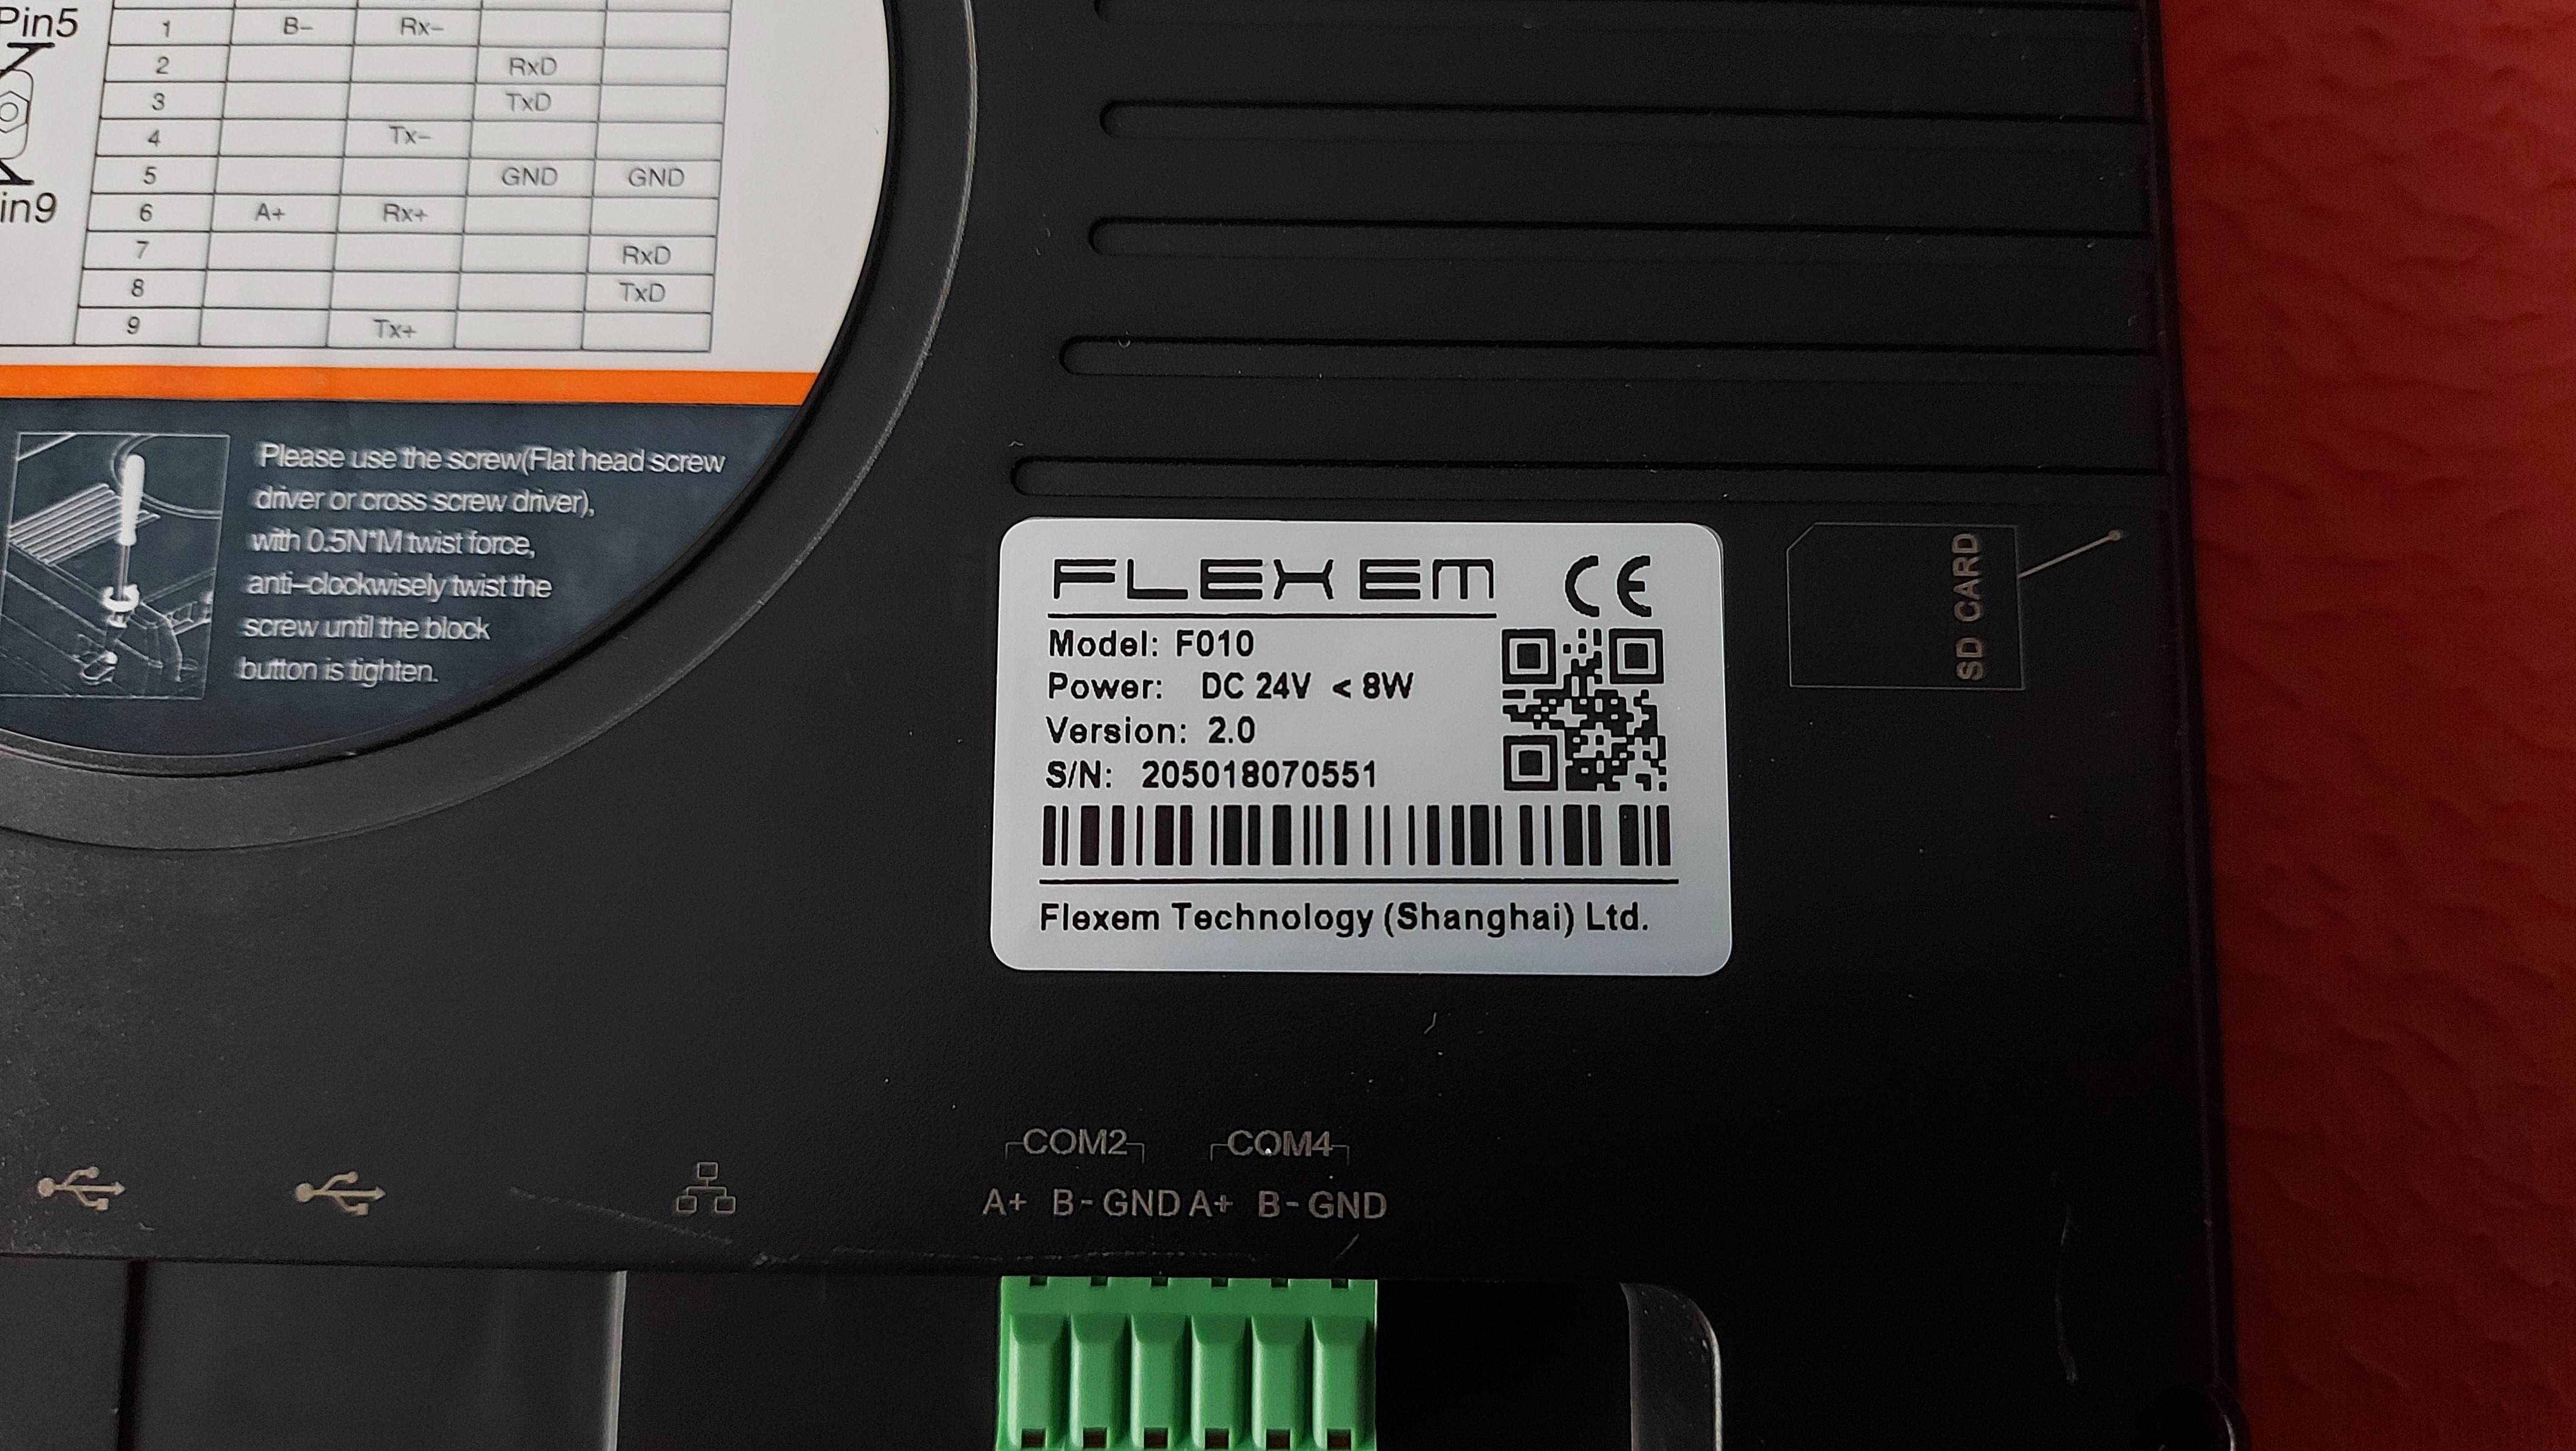 Pin5
1 B– Rx–
2 RxD
3 TxD
4 Tx–
5 GND GND
in9
6 A+ Rx+
7 RxD
8 TxD
9 Tx+
Please use the screw(Flat head screw
driver or cross screw driver),
with 0.5N*M twist force,
anti–clockwisely twist the
screw until the block
button is tighten.
FLEXEM CE
Model: F010
Power: DC 24V < 8W
Version: 2.0
S/N: 205018070551
Flexem Technology (Shanghai) Ltd.
SD CARD
COM2 COM4
A+ B- GND A+ B- GND